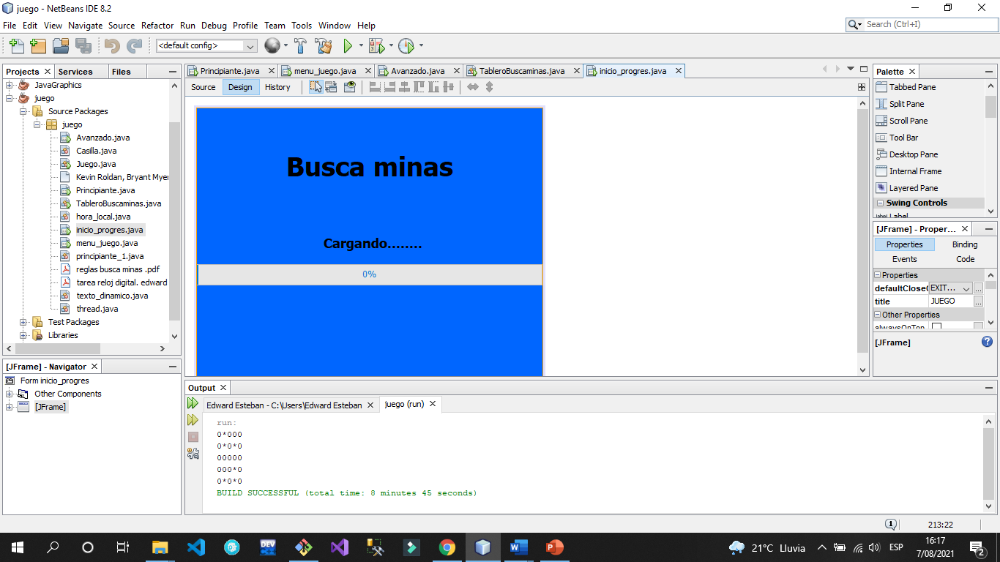 juego - NetBeans IDE 8.2
File Edit View Navigate Source Refactor Run Debug Profile Team Tools Window Help
Search (Ctrl+I)
<default config>
Projects Services Files
JavaGraphics
juego
Source Packages
juego
Avanzado.java
Casilla.java
Juego.java
Kevin Roldan, Bryant Myer
Principiante.java
TableroBuscaminas.java
hora_local.java
inicio_progres.java
menu_juego.java
principiante_1.java
reglas busca minas .pdf
tarea reloj digital. edward
texto_dinamico.java
thread.java
Test Packages
Libraries
[JFrame] - Navigator
Form inicio_progres
Other Components
[JFrame]
Principiante.java menu_juego.java Avanzado.java TableroBuscaminas.java inicio_progres.java
Source Design History
Busca minas
Cargando........
0%
Palette
Tabbed Pane
Split Pane
Scroll Pane
Tool Bar
Desktop Pane
Internal Frame
Layered Pane
Swing Controls
label Label
[JFrame] - Proper...
Properties Binding
Events Code
Properties
defaultCloseO EXIT...
title JUEGO
Other Properties
alwaysOnTop
[JFrame]
Output
Edward Esteban - C:\Users\Edward Esteban juego (run)
run:
0*000
0*0*0
00000
000*0
0*0*0
BUILD SUCCESSFUL (total time: 8 minutes 45 seconds)
1 213:22
DEV
21°C Lluvia ESP 16:17
7/08/2021
2